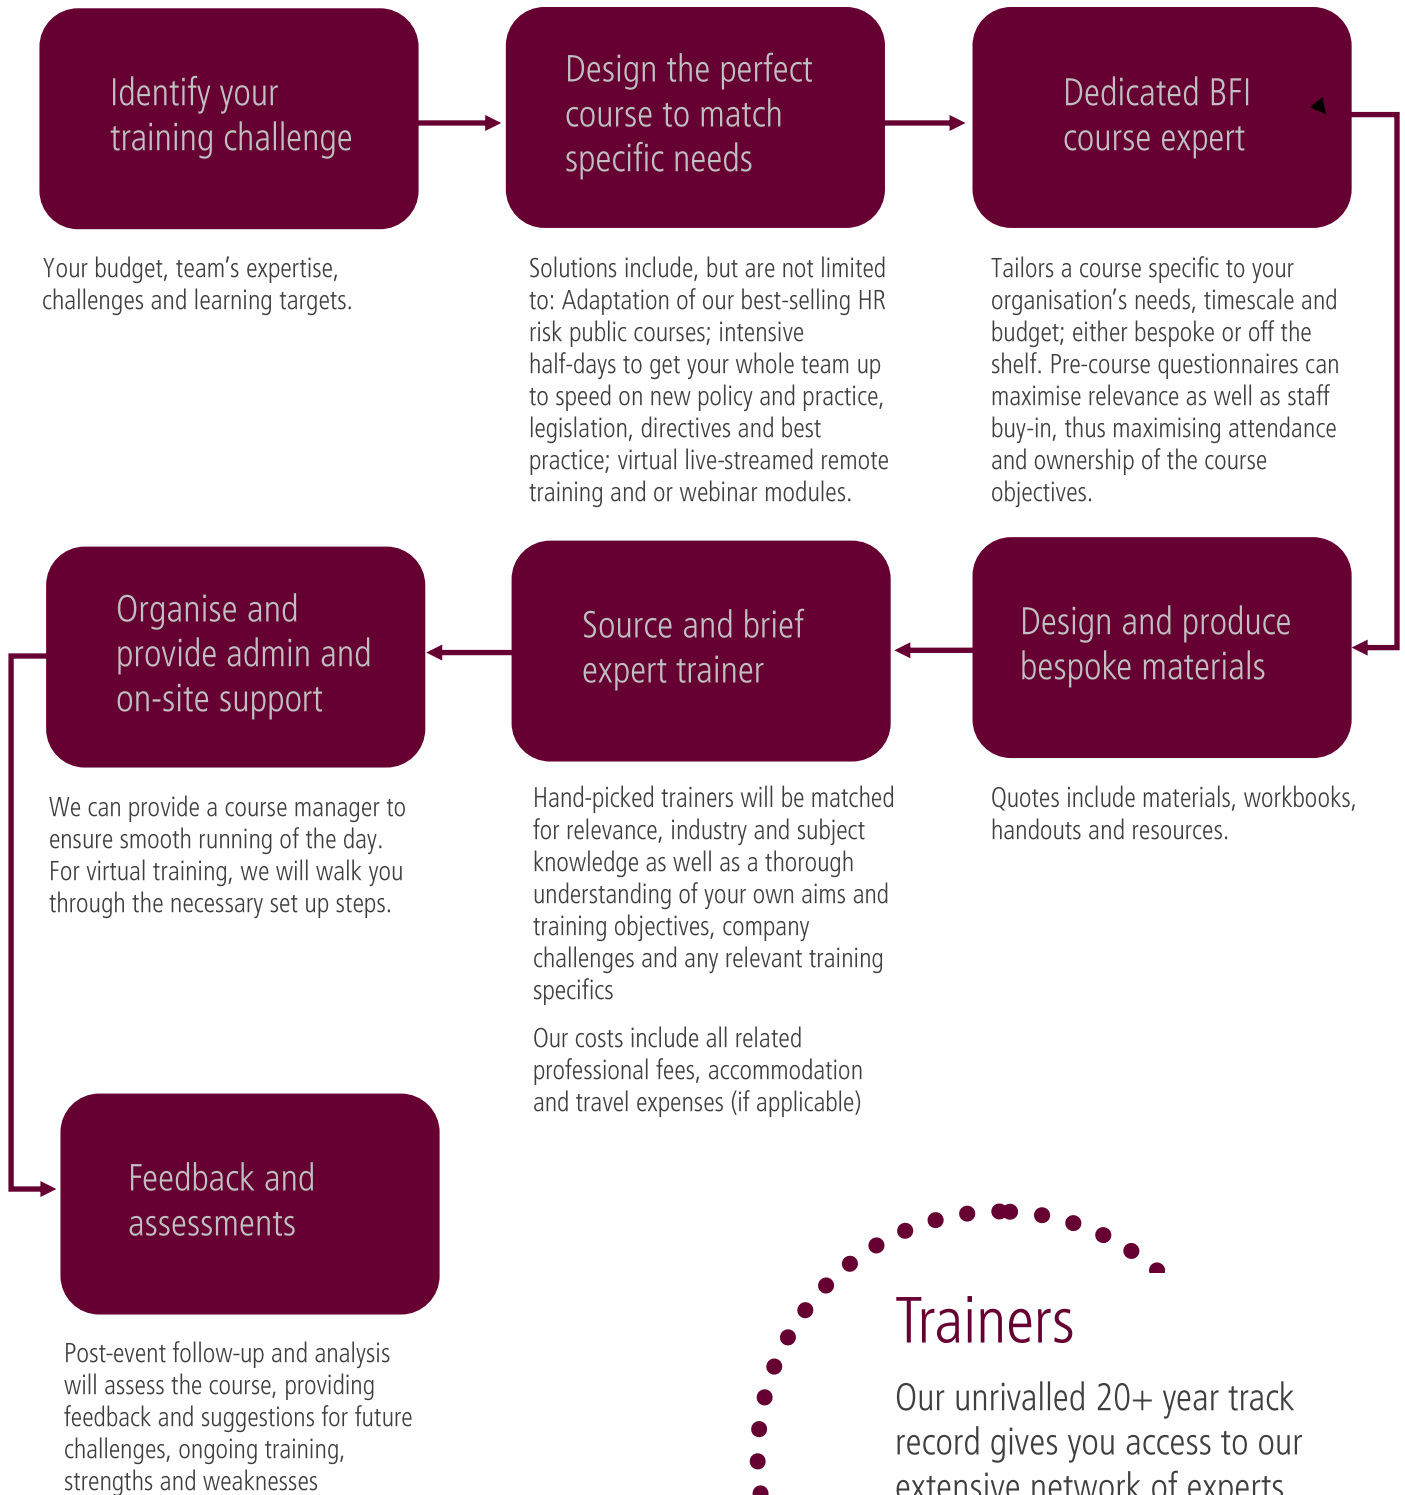 Identify your
training challenge
Your budget, team's expertise,
challenges and learning targets.
Design the perfect
course to match
specific needs
Solutions include, but are not limited
to: Adaptation of our best-selling HR
risk public courses; intensive
half-days to get your whole team up
to speed on new policy and practice,
legislation, directives and best
practice; virtual live-streamed remote
training and or webinar modules.
Dedicated BFI
course expert
Tailors a course specific to your
organisation's needs, timescale and
budget; either bespoke or off the
shelf. Pre-course questionnaires can
maximise relevance as well as staff
buy-in, thus maximising attendance
and ownership of the course
objectives.
Design and produce
bespoke materials
Quotes include materials, workbooks,
handouts and resources.
Source and brief
expert trainer
Hand-picked trainers will be matched
for relevance, industry and subject
knowledge as well as a thorough
understanding of your own aims and
training objectives, company
challenges and any relevant training
specifics
Our costs include all related
professional fees, accommodation
and travel expenses (if applicable)
Organise and
provide admin and
on-site support
We can provide a course manager to
ensure smooth running of the day.
For virtual training, we will walk you
through the necessary set up steps.
Feedback and
assessments
Post-event follow-up and analysis
will assess the course, providing
feedback and suggestions for future
challenges, ongoing training,
strengths and weaknesses
Trainers
Our unrivalled 20+ year track
record gives you access to our
extensive network of experts